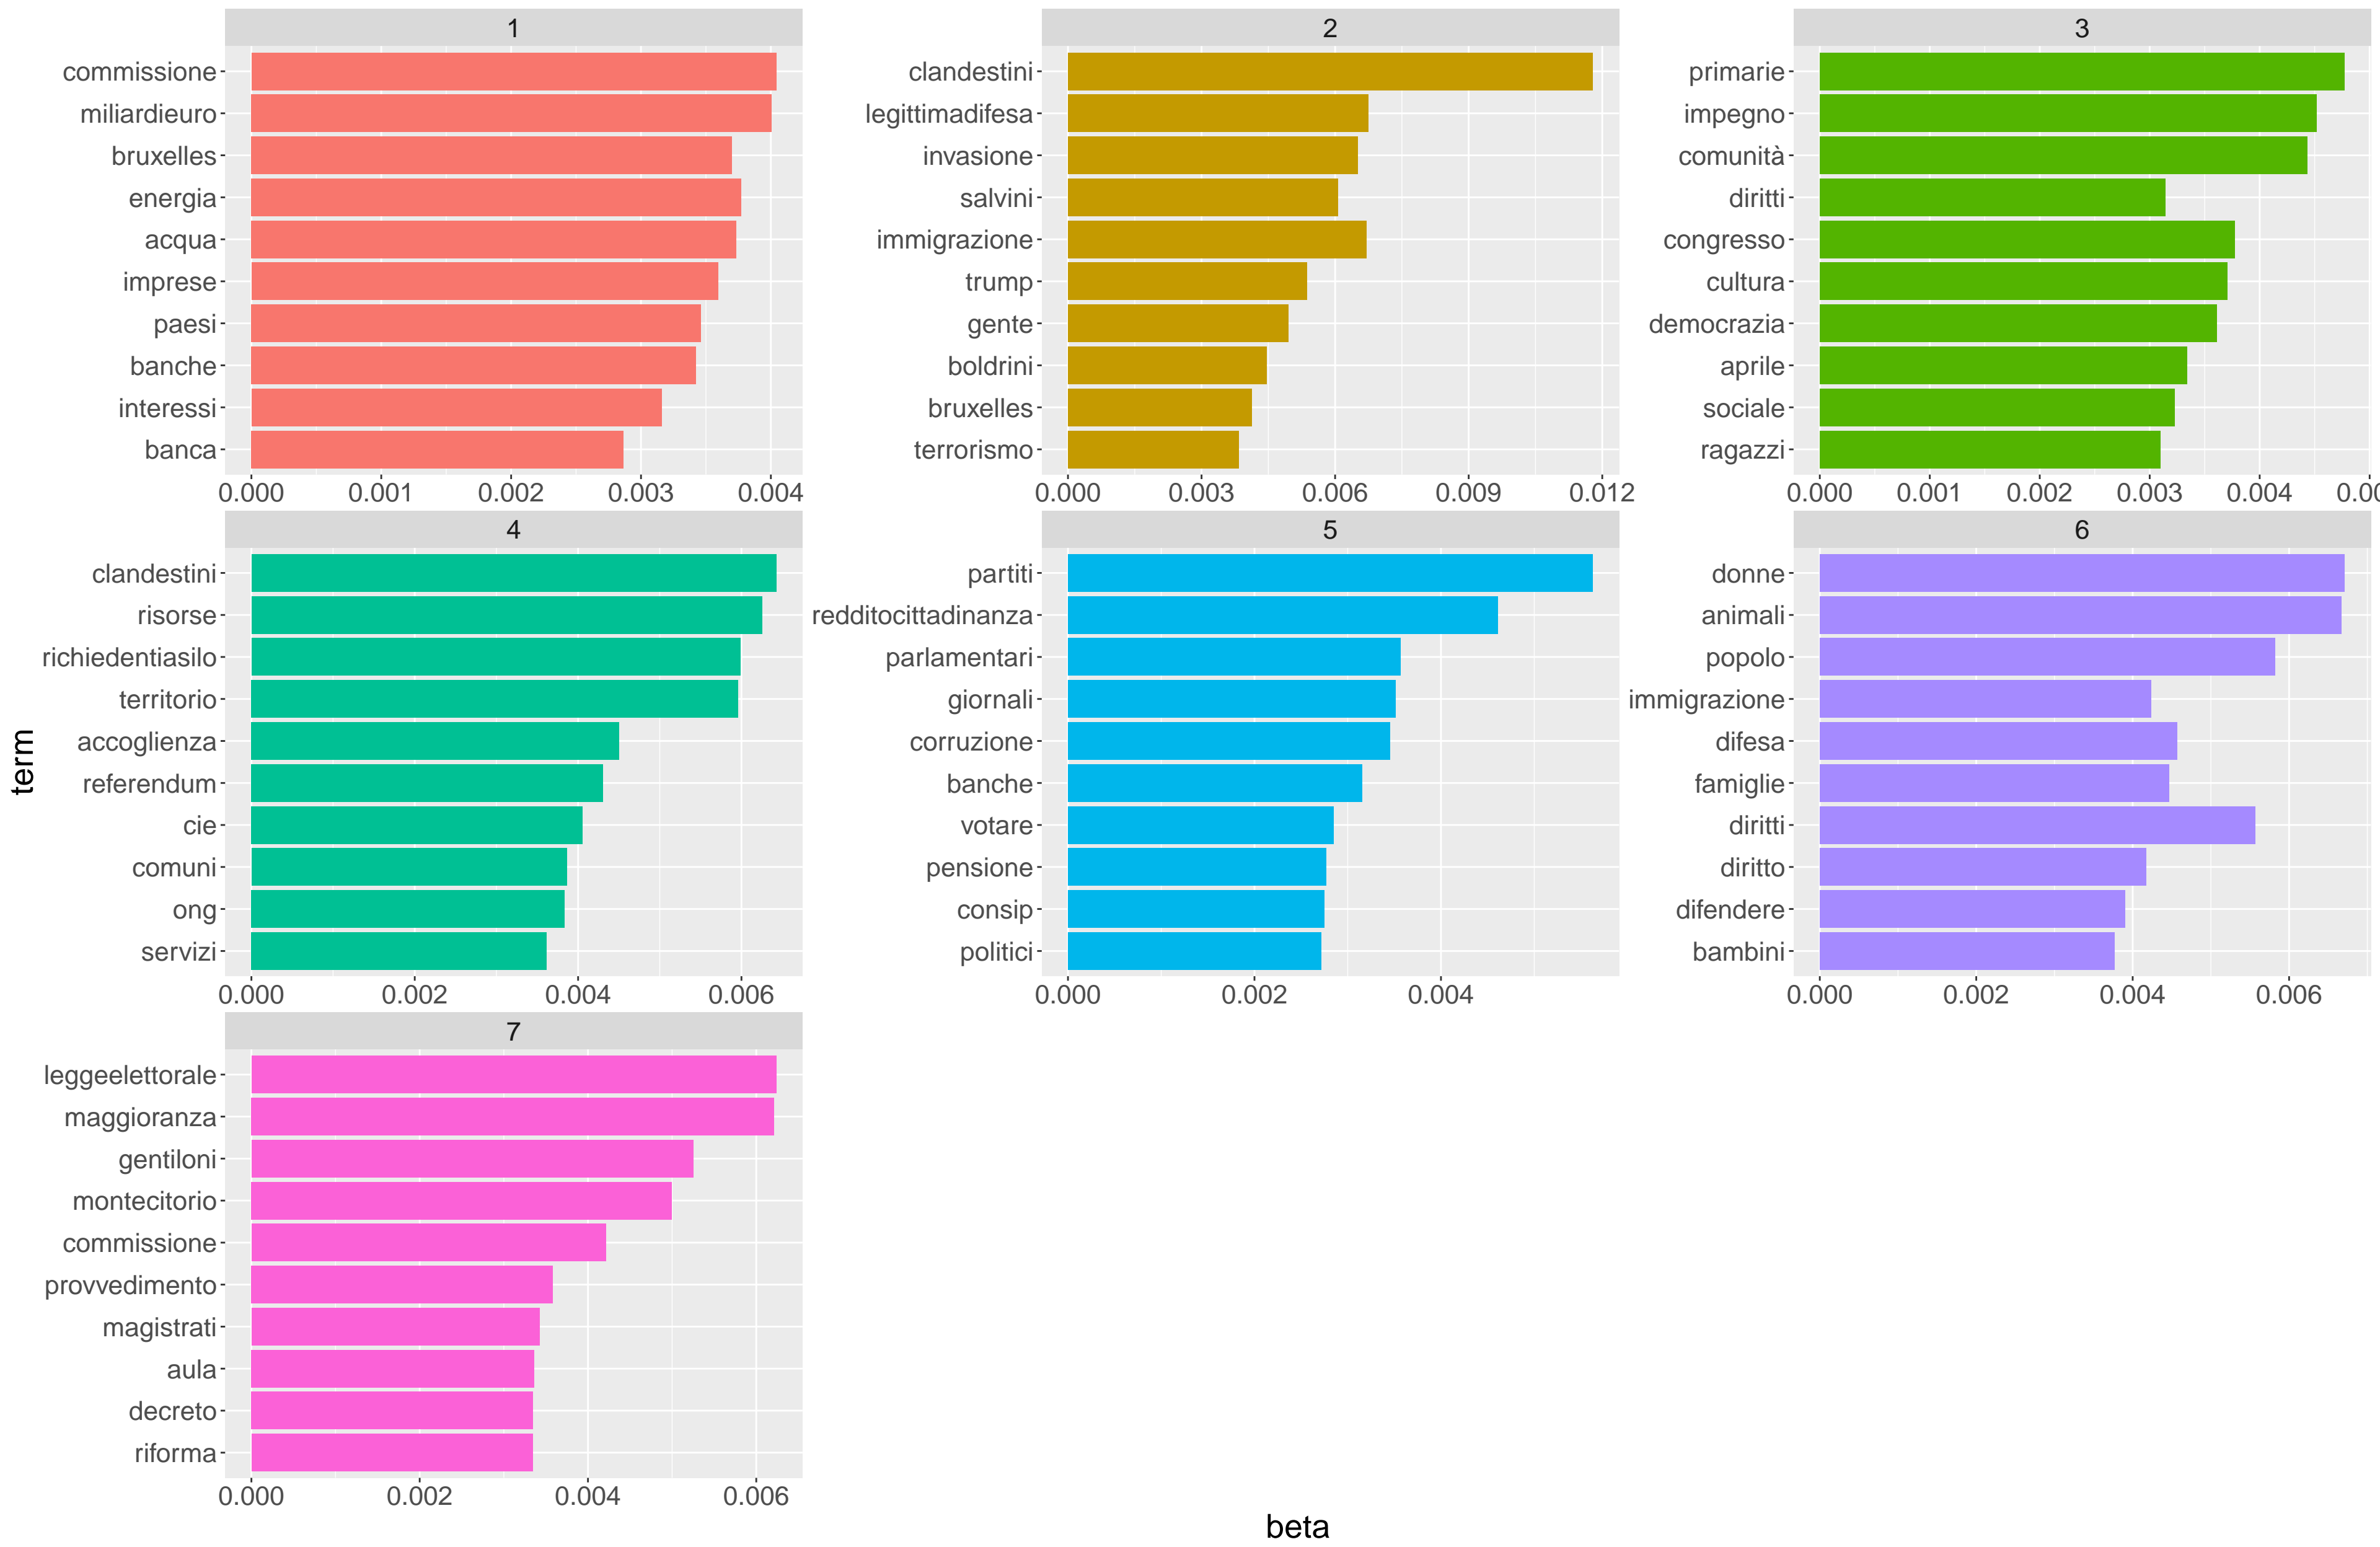 1
commissione
miliardieuro
bruxelles
energia
acqua
imprese
paesi
banche
interessi
banca
0.000 0.001 0.002 0.003 0.004
2
clandestini
legittimadifesa
invasione
salvini
immigrazione
trump
gente
boldrini
bruxelles
terrorismo
0.000 0.003 0.006 0.009 0.012
3
primarie
impegno
comunità
diritti
congresso
cultura
democrazia
aprile
sociale
ragazzi
0.000 0.001 0.002 0.003 0.004
4
clandestini
risorse
richiedentiasilo
territorio
accoglienza
referendum
cie
comuni
ong
servizi
0.000 0.002 0.004 0.006
5
partiti
redditocittadinanza
parlamentari
giornali
corruzione
banche
votare
pensione
consip
politici
0.000 0.002 0.004
6
donne
animali
popolo
immigrazione
difesa
famiglie
diritti
diritto
difendere
bambini
0.000 0.002 0.004 0.006
7
leggeelettorale
maggioranza
gentiloni
montecitorio
commissione
provvedimento
magistrati
aula
decreto
riforma
0.000 0.002 0.004 0.006
term
beta